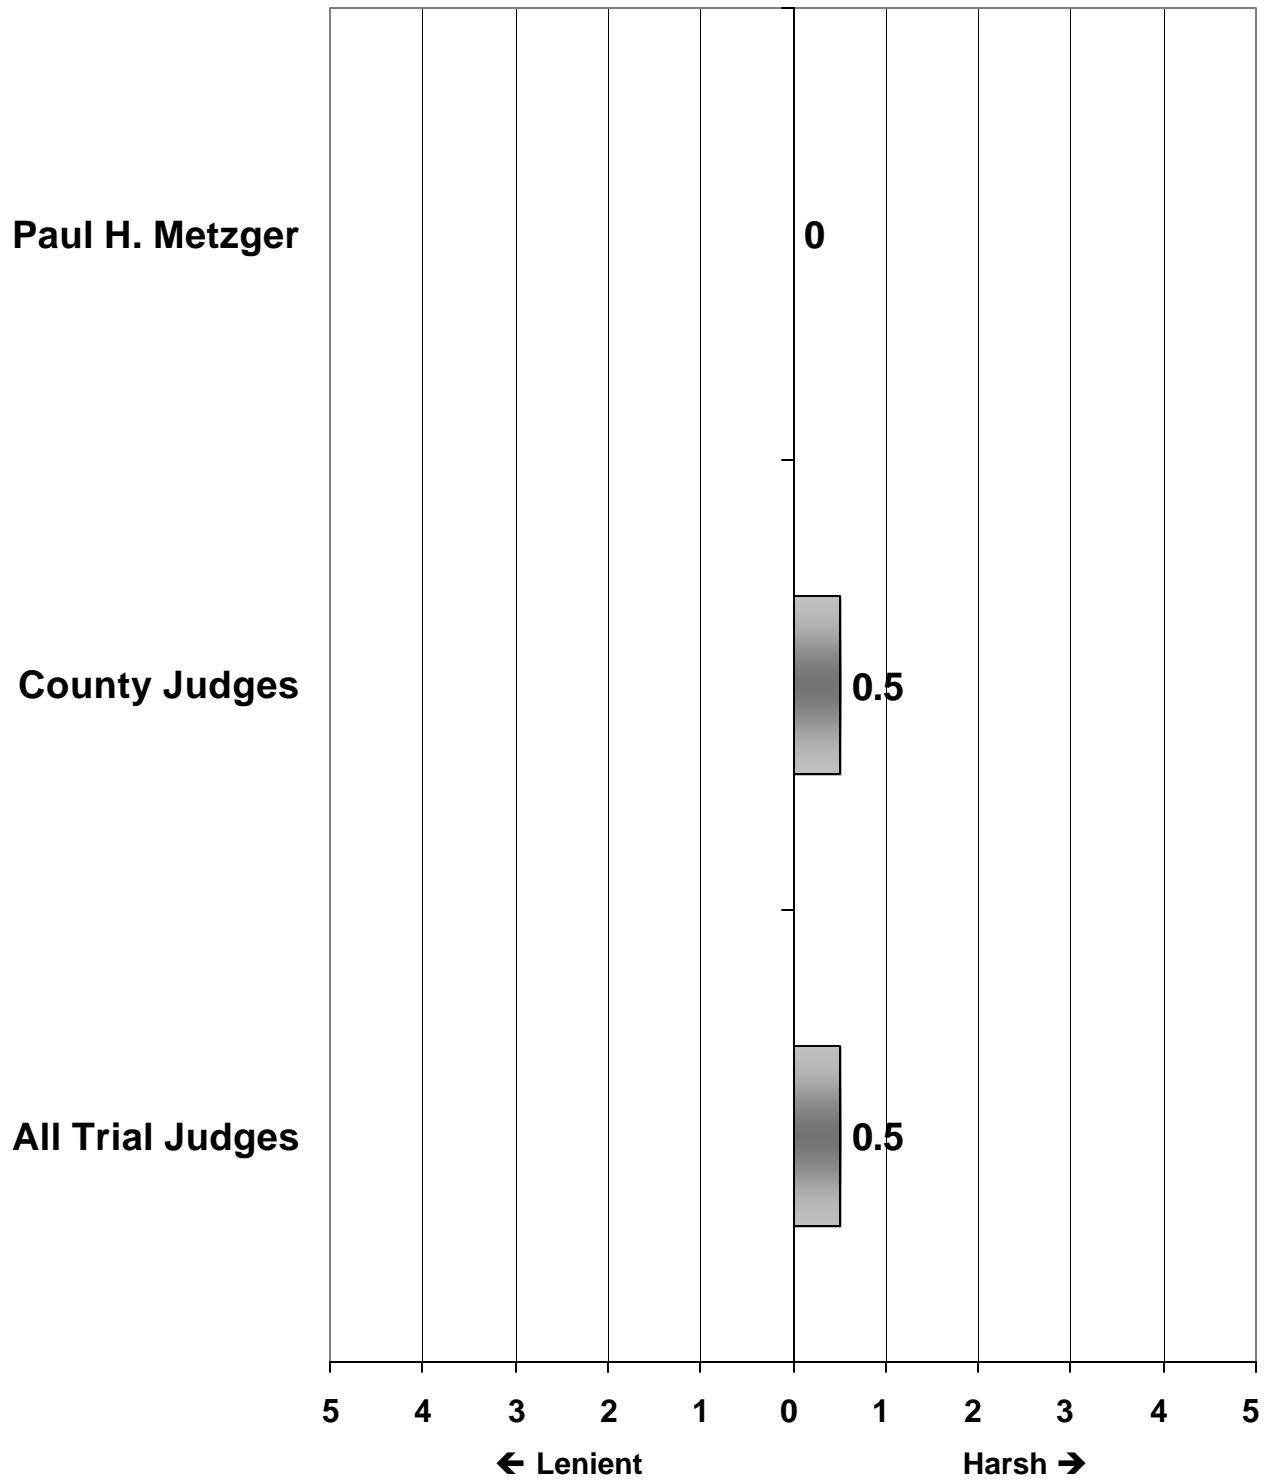 Paul H. Metzger 0
County Judges 0.5
All Trial Judges 0.5
5 4 3 2 1 0 1 2 3 4 5
← Lenient Harsh →